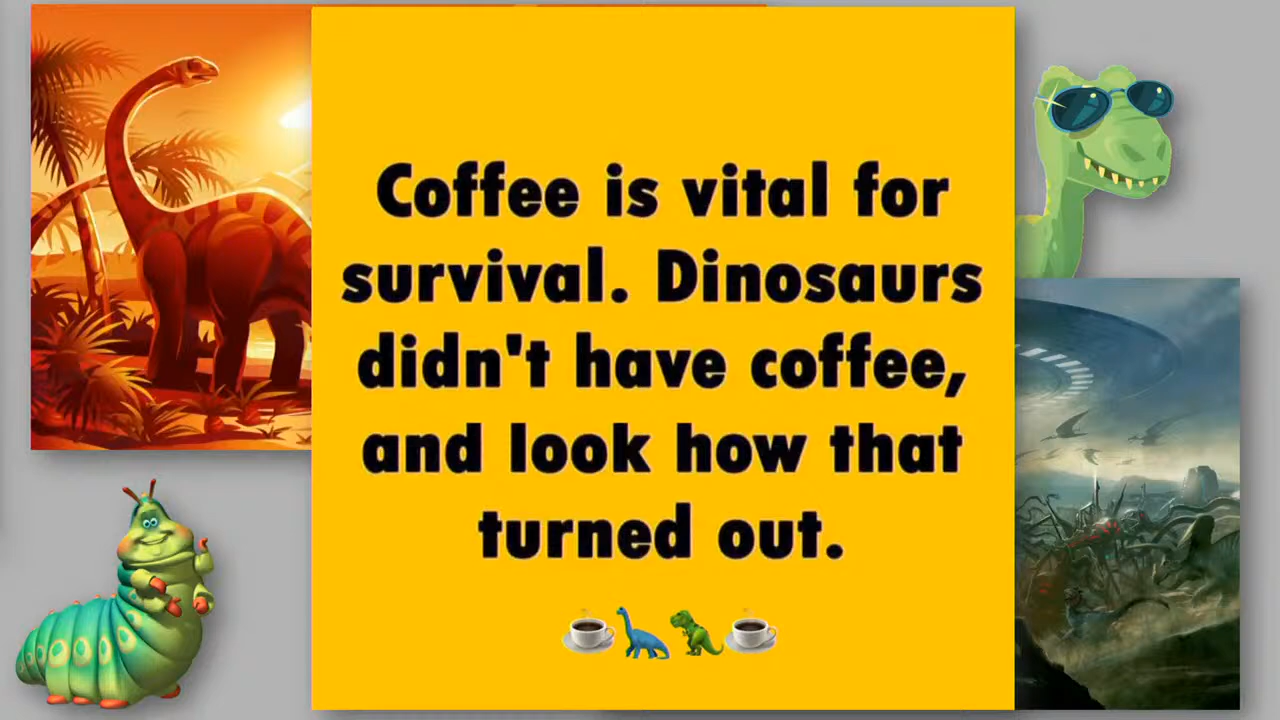 Coffee is vital for
survival. Dinosaurs
didn't have coffee,
and look how that
turned out.